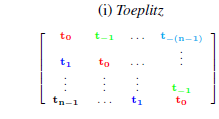 (i) Toeplitz
t₀ t₋₁ … t₋₍ₙ₋₁₎
t₁ t₀ … ⋮
⋮ ⋮ ⋮ t₋₁
tₙ₋₁ … t₁ t₀